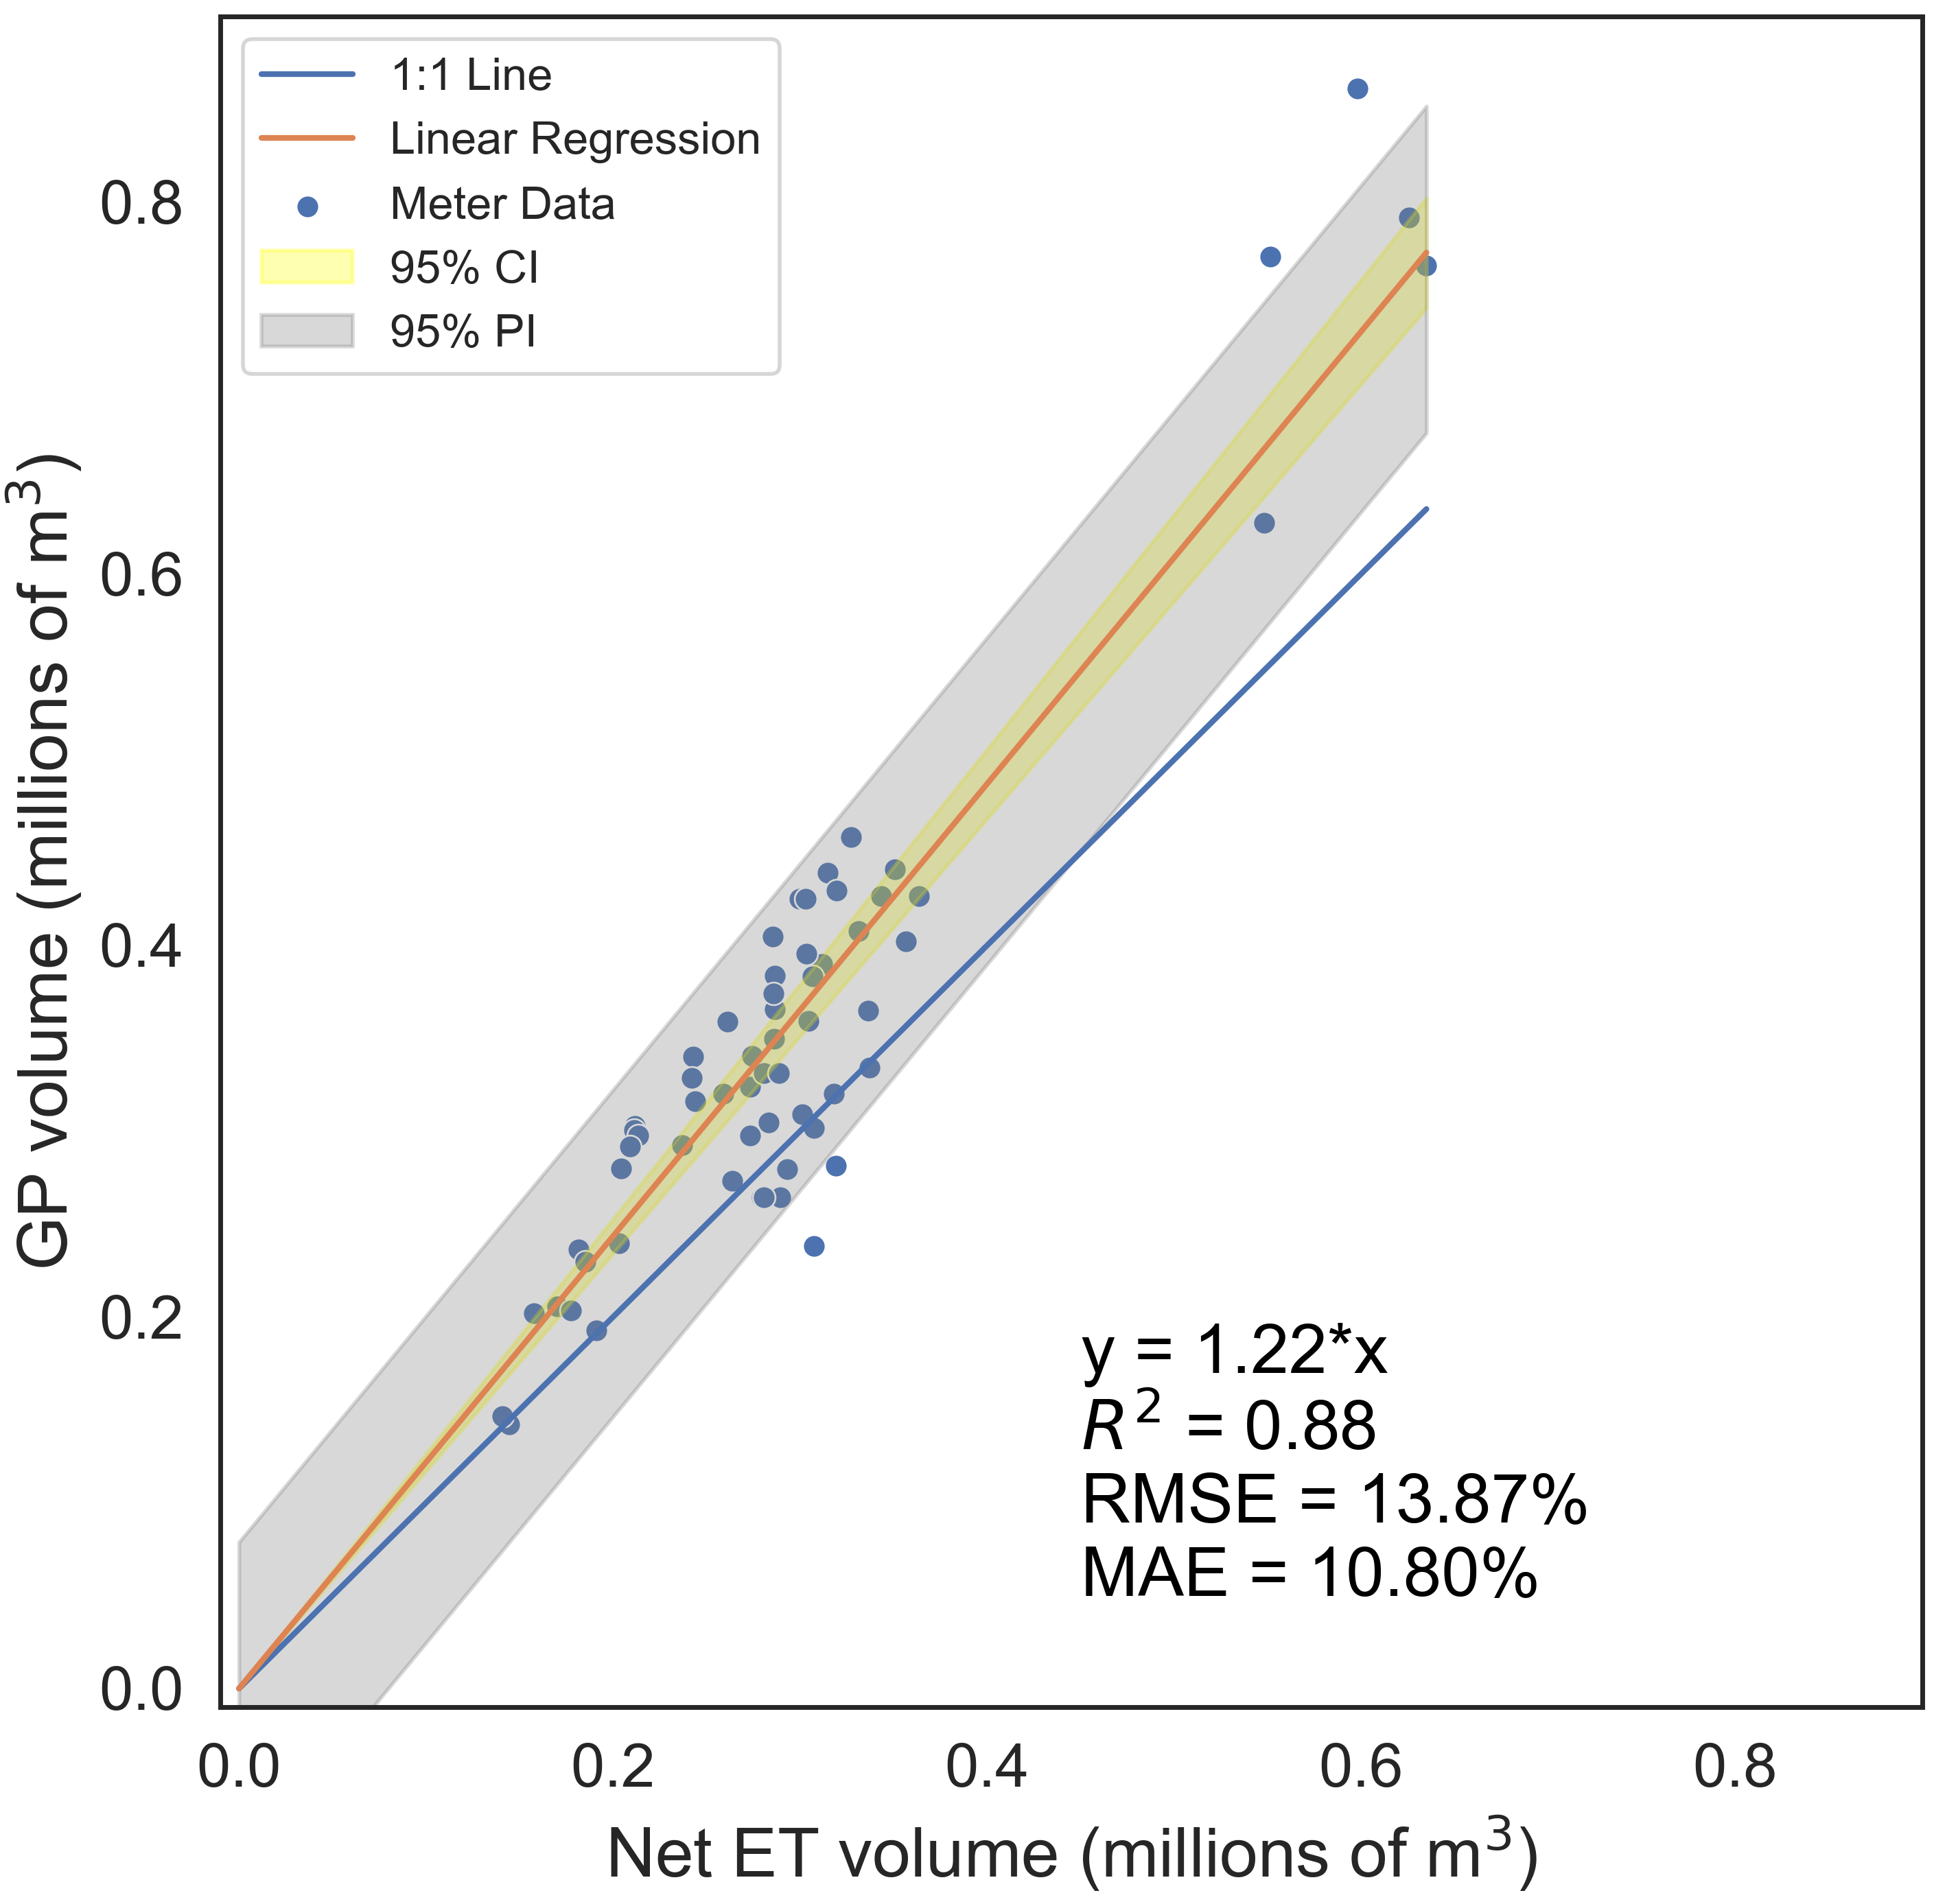 1:1 Line
Linear Regression
Meter Data
95% CI
95% PI
GP volume (millions of m³)
0.8
0.6
0.4
0.2
0.0
y = 1.22*x
R² = 0.88
RMSE = 13.87%
MAE = 10.80%
0.0 0.2 0.4 0.6 0.8
Net ET volume (millions of m³)